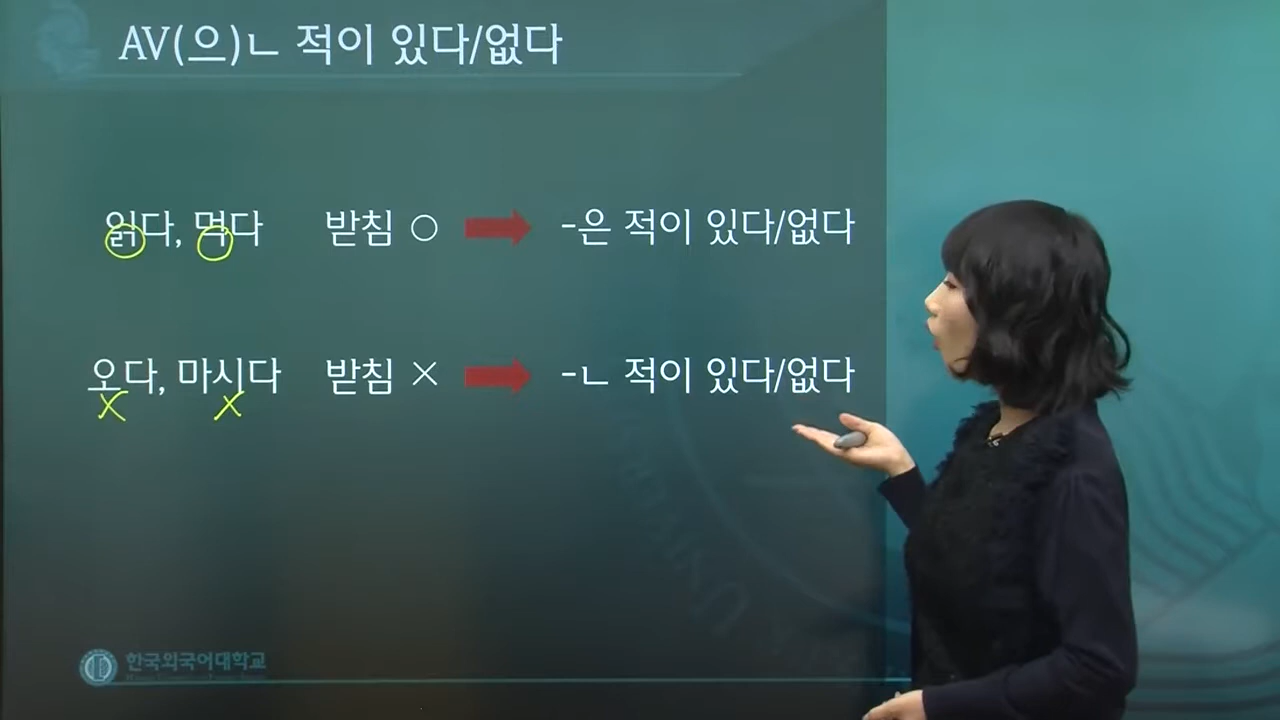 AV(으)ㄴ 적이 있다/없다
읽다, 먹다 받침 ○ -은 적이 있다/없다
오다, 마시다 받침 × -ㄴ 적이 있다/없다
한국외국어대학교